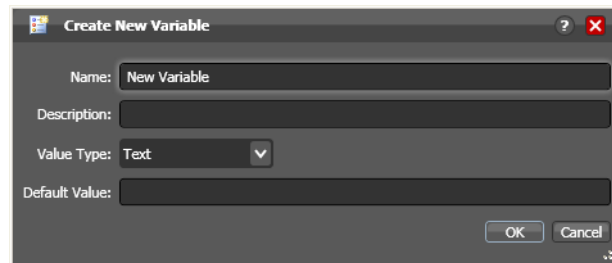 Create New Variable ?
Name: New Variable
Description:
Value Type: Text
Default Value:
OK Cancel